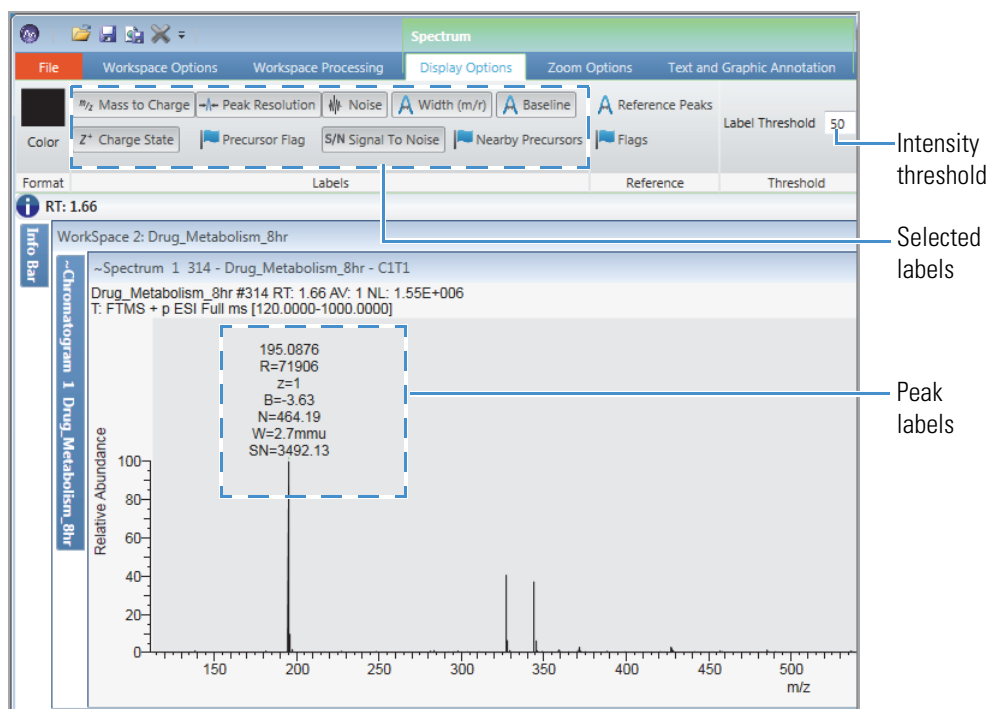 Spectrum
File Workspace Options Workspace Processing Display Options Zoom Options Text and Graphic Annotation
m/z Mass to Charge Peak Resolution Noise A Width (m/r) A Baseline A Reference Peaks
Color Z+ Charge State Precursor Flag S/N Signal To Noise Nearby Precursors Flags Label Threshold 50
Intensity
threshold
Format Labels Reference Threshold
RT: 1.66
Info Bar
WorkSpace 2: Drug_Metabolism_8hr
Selected
labels
~Chromatogram 1 Drug_Metabolism_8hr
~Spectrum 1 314 - Drug_Metabolism_8hr - C1T1
Drug_Metabolism_8hr #314 RT: 1.66 AV: 1 NL: 1.55E+006
T: FTMS + p ESI Full ms [120.0000-1000.0000]
195.0876
R=71906
z=1
B=-3.63
N=464.19
W=2.7mmu
SN=3492.13
Peak
labels
Relative Abundance
100
80
60
40
20
0
150 200 250 300 350 400 450 500
m/z